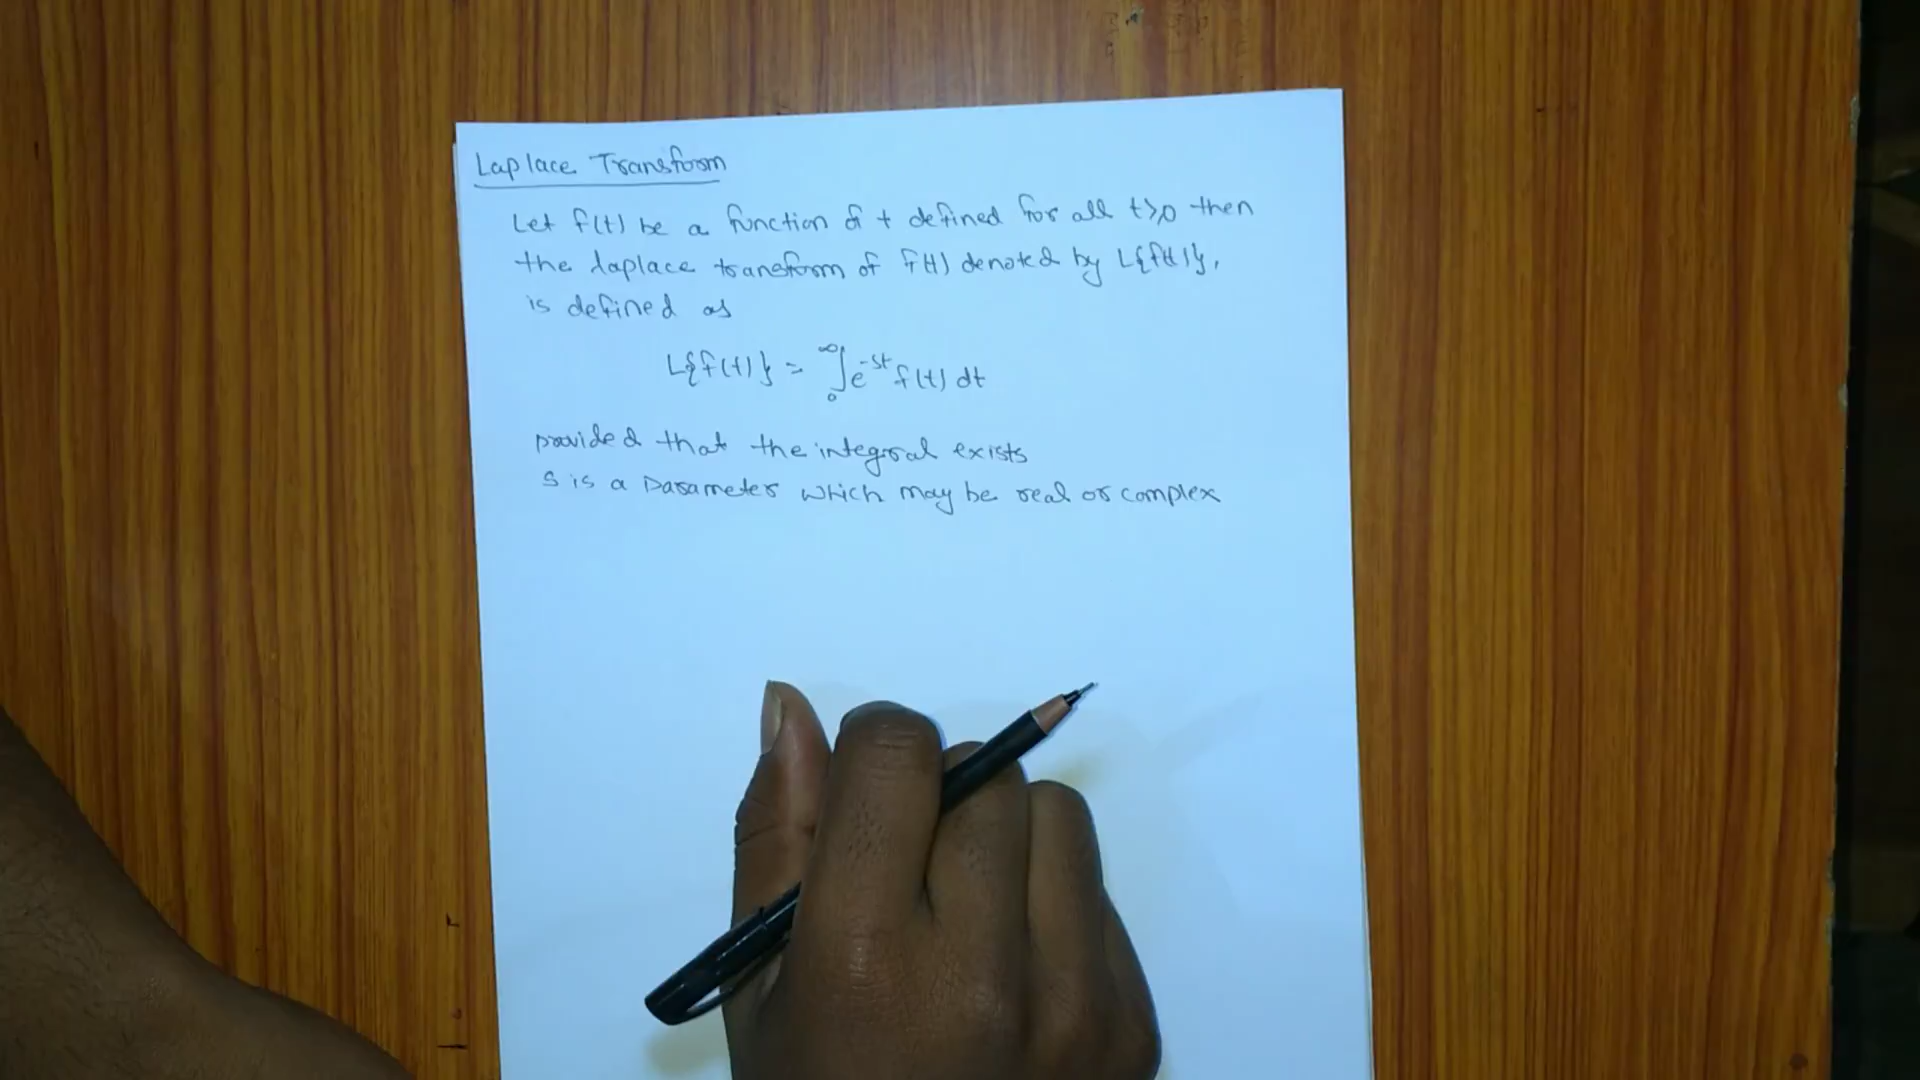 Laplace Transform
Let f(t) be a function of t defined for all t≥0 then
the laplace transform of f(t) denoted by L{f(t)},
is defined as
L{f(t)} = ∫₀^∞ e^-st f(t) dt
provided that the integral exists
s is a parameter which may be real or complex